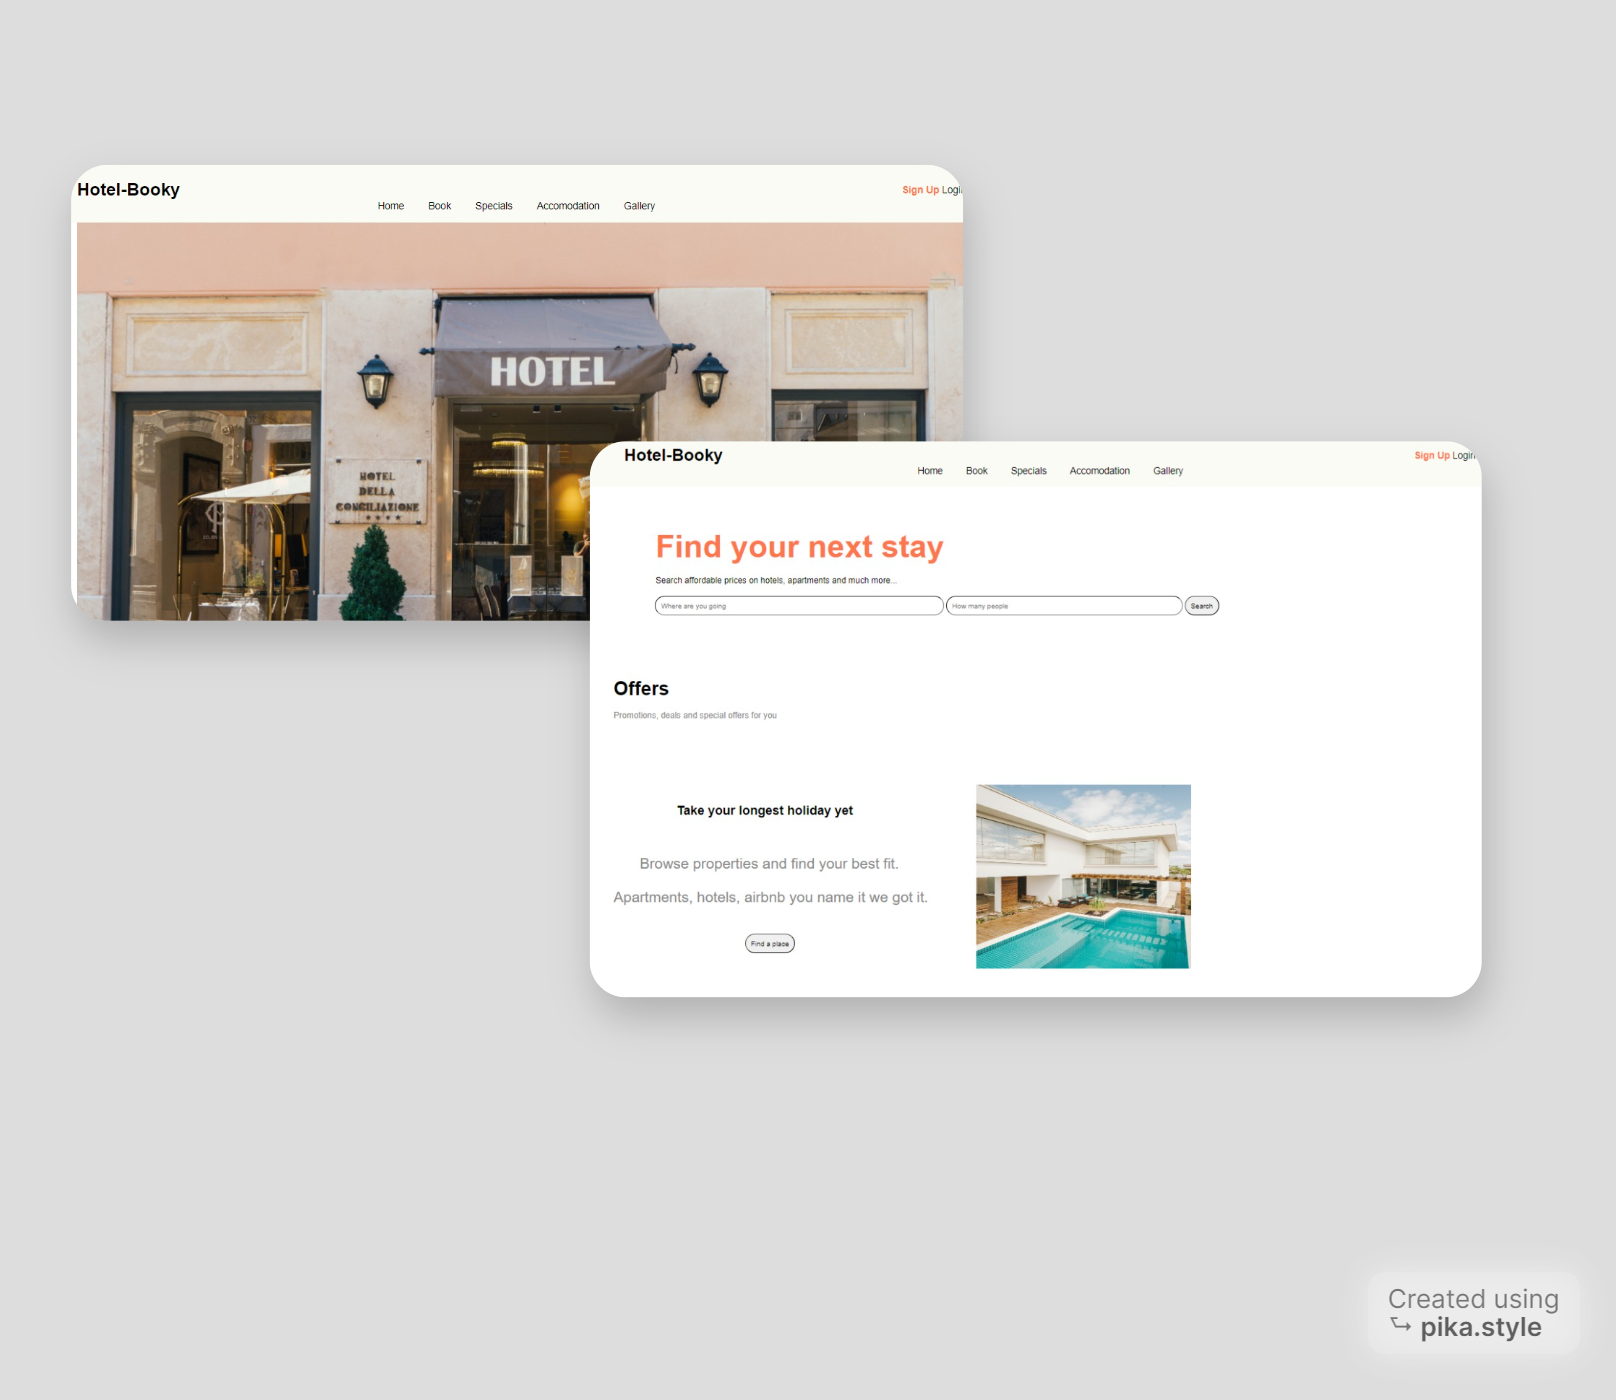 Hotel-Booky
Sign Up Login
Home Book Specials Accomodation Gallery
HOTEL
HOTEL
DELLA
CONCILIAZIONE
Hotel-Booky
Sign Up Login
Home Book Specials Accomodation Gallery
Find your next stay
Search affordable prices on hotels, apartments and much more...
Where are you going
How many people
Search
Offers
Promotions, deals and special offers for you
Take your longest holiday yet
Browse properties and find your best fit.
Apartments, hotels, airbnb you name it we got it.
Find a place
Created using
pika.style